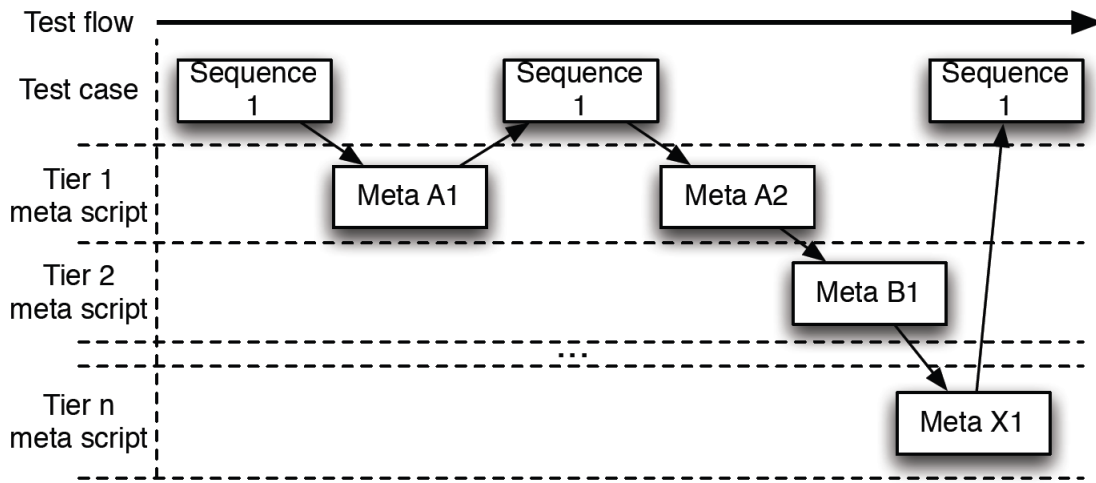 Test flow
Test case
Sequence
1
Sequence
1
Sequence
1
Tier 1
meta script
Meta A1
Meta A2
Tier 2
meta script
Meta B1
...
Tier n
meta script
Meta X1